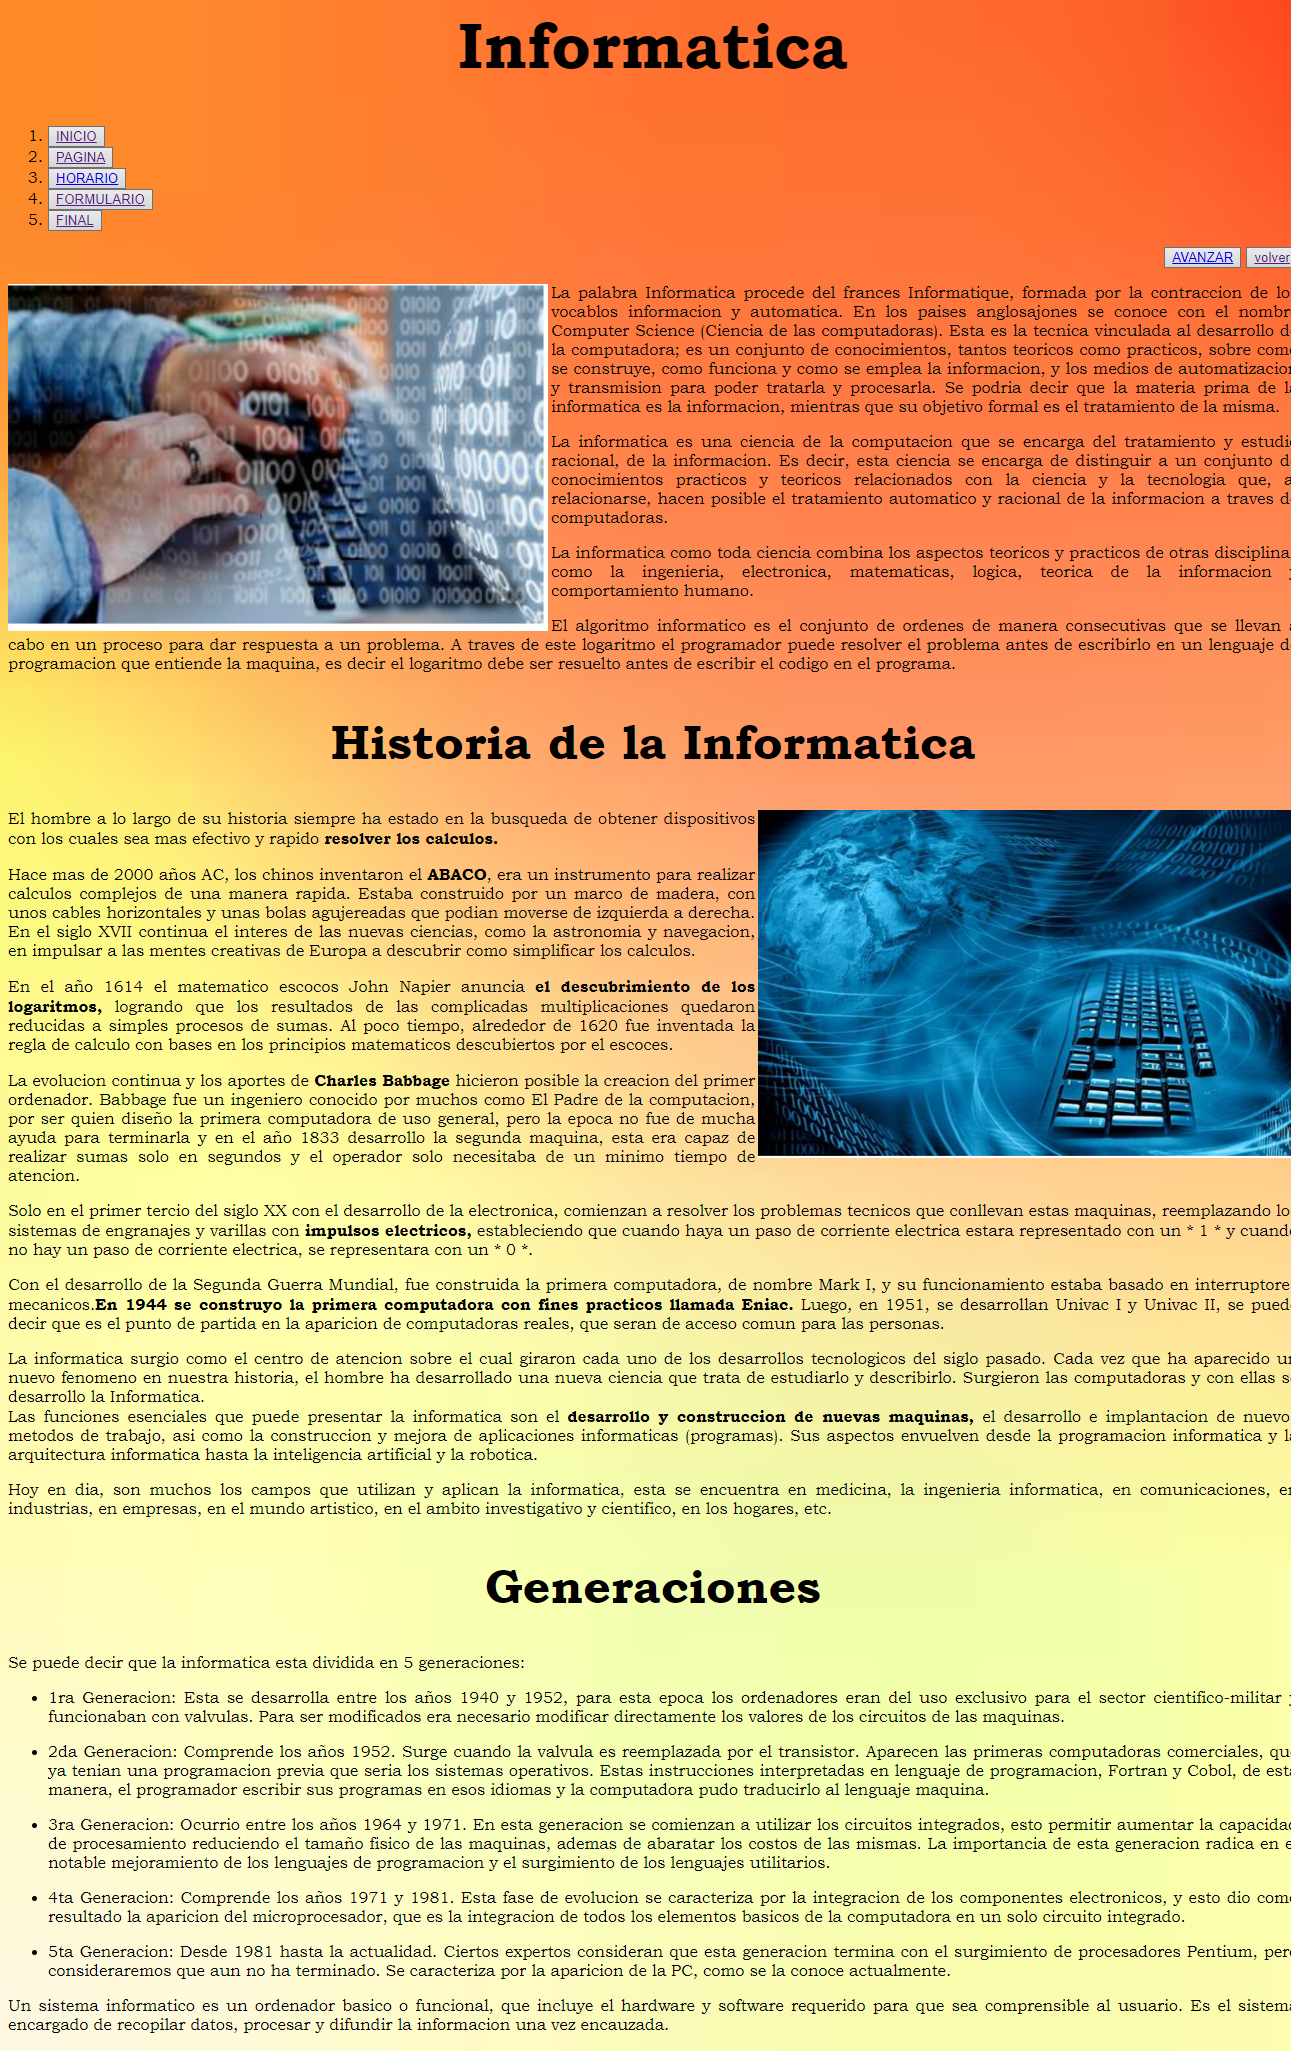 Informatica
1. INICIO
2. PAGINA
3. HORARIO
4. FORMULARIO
5. FINAL
AVANZAR volver
La palabra Informatica procede del frances Informatique, formada por la contraccion de lo
vocablos informacion y automatica. En los paises anglosajones se conoce con el nombr
Computer Science (Ciencia de las computadoras). Esta es la tecnica vinculada al desarrollo d
la computadora; es un conjunto de conocimientos, tantos teoricos como practicos, sobre com
se construye, como funciona y como se emplea la informacion, y los medios de automatizacion
y transmision para poder tratarla y procesarla. Se podria decir que la materia prima de la
informatica es la informacion, mientras que su objetivo formal es el tratamiento de la misma.
La informatica es una ciencia de la computacion que se encarga del tratamiento y estudi
racional, de la informacion. Es decir, esta ciencia se encarga de distinguir a un conjunto d
conocimientos practicos y teoricos relacionados con la ciencia y la tecnologia que, a
relacionarse, hacen posible el tratamiento automatico y racional de la informacion a traves d
computadoras.
La informatica como toda ciencia combina los aspectos teoricos y practicos de otras disciplina
como la ingenieria, electronica, matematicas, logica, teorica de la informacion y
comportamiento humano.
El algoritmo informatico es el conjunto de ordenes de manera consecutivas que se llevan a
cabo en un proceso para dar respuesta a un problema. A traves de este logaritmo el programador puede resolver el problema antes de escribirlo en un lenguaje d
programacion que entiende la maquina, es decir el logaritmo debe ser resuelto antes de escribir el codigo en el programa.
Historia de la Informatica
El hombre a lo largo de su historia siempre ha estado en la busqueda de obtener dispositivos
con los cuales sea mas efectivo y rapido resolver los calculos.
Hace mas de 2000 años AC, los chinos inventaron el ABACO, era un instrumento para realizar
calculos complejos de una manera rapida. Estaba construido por un marco de madera, con
unos cables horizontales y unas bolas agujereadas que podian moverse de izquierda a derecha.
En el siglo XVII continua el interes de las nuevas ciencias, como la astronomia y navegacion,
en impulsar a las mentes creativas de Europa a descubrir como simplificar los calculos.
En el año 1614 el matematico escocos John Napier anuncia el descubrimiento de los
logaritmos, logrando que los resultados de las complicadas multiplicaciones quedaron
reducidas a simples procesos de sumas. Al poco tiempo, alrededor de 1620 fue inventada la
regla de calculo con bases en los principios matematicos descubiertos por el escoces.
La evolucion continua y los aportes de Charles Babbage hicieron posible la creacion del primer
ordenador. Babbage fue un ingeniero conocido por muchos como El Padre de la computacion,
por ser quien diseño la primera computadora de uso general, pero la epoca no fue de mucha
ayuda para terminarla y en el año 1833 desarrollo la segunda maquina, esta era capaz de
realizar sumas solo en segundos y el operador solo necesitaba de un minimo tiempo de
atencion.
Solo en el primer tercio del siglo XX con el desarrollo de la electronica, comienzan a resolver los problemas tecnicos que conllevan estas maquinas, reemplazando lo
sistemas de engranajes y varillas con impulsos electricos, estableciendo que cuando haya un paso de corriente electrica estara representado con un * 1 * y cuand
no hay un paso de corriente electrica, se representara con un * 0 *.
Con el desarrollo de la Segunda Guerra Mundial, fue construida la primera computadora, de nombre Mark I, y su funcionamiento estaba basado en interruptore
mecanicos.En 1944 se construyo la primera computadora con fines practicos llamada Eniac. Luego, en 1951, se desarrollan Univac I y Univac II, se pued
decir que es el punto de partida en la aparicion de computadoras reales, que seran de acceso comun para las personas.
La informatica surgio como el centro de atencion sobre el cual giraron cada uno de los desarrollos tecnologicos del siglo pasado. Cada vez que ha aparecido un
nuevo fenomeno en nuestra historia, el hombre ha desarrollado una nueva ciencia que trata de estudiarlo y describirlo. Surgieron las computadoras y con ellas s
desarrollo la Informatica.
Las funciones esenciales que puede presentar la informatica son el desarrollo y construccion de nuevas maquinas, el desarrollo e implantacion de nuevo
metodos de trabajo, asi como la construccion y mejora de aplicaciones informaticas (programas). Sus aspectos envuelven desde la programacion informatica y la
arquitectura informatica hasta la inteligencia artificial y la robotica.
Hoy en dia, son muchos los campos que utilizan y aplican la informatica, esta se encuentra en medicina, la ingenieria informatica, en comunicaciones, en
industrias, en empresas, en el mundo artistico, en el ambito investigativo y cientifico, en los hogares, etc.
Generaciones
Se puede decir que la informatica esta dividida en 5 generaciones:
• 1ra Generacion: Esta se desarrolla entre los años 1940 y 1952, para esta epoca los ordenadores eran del uso exclusivo para el sector cientifico-militar y
funcionaban con valvulas. Para ser modificados era necesario modificar directamente los valores de los circuitos de las maquinas.
• 2da Generacion: Comprende los años 1952. Surge cuando la valvula es reemplazada por el transistor. Aparecen las primeras computadoras comerciales, qu
ya tenian una programacion previa que seria los sistemas operativos. Estas instrucciones interpretadas en lenguaje de programacion, Fortran y Cobol, de esta
manera, el programador escribir sus programas en esos idiomas y la computadora pudo traducirlo al lenguaje maquina.
• 3ra Generacion: Ocurrio entre los años 1964 y 1971. En esta generacion se comienzan a utilizar los circuitos integrados, esto permitir aumentar la capacidad
de procesamiento reduciendo el tamaño fisico de las maquinas, ademas de abaratar los costos de las mismas. La importancia de esta generacion radica en e
notable mejoramiento de los lenguajes de programacion y el surgimiento de los lenguajes utilitarios.
• 4ta Generacion: Comprende los años 1971 y 1981. Esta fase de evolucion se caracteriza por la integracion de los componentes electronicos, y esto dio com
resultado la aparicion del microprocesador, que es la integracion de todos los elementos basicos de la computadora en un solo circuito integrado.
• 5ta Generacion: Desde 1981 hasta la actualidad. Ciertos expertos consideran que esta generacion termina con el surgimiento de procesadores Pentium, per
consideraremos que aun no ha terminado. Se caracteriza por la aparicion de la PC, como se la conoce actualmente.
Un sistema informatico es un ordenador basico o funcional, que incluye el hardware y software requerido para que sea comprensible al usuario. Es el sistema
encargado de recopilar datos, procesar y difundir la informacion una vez encauzada.